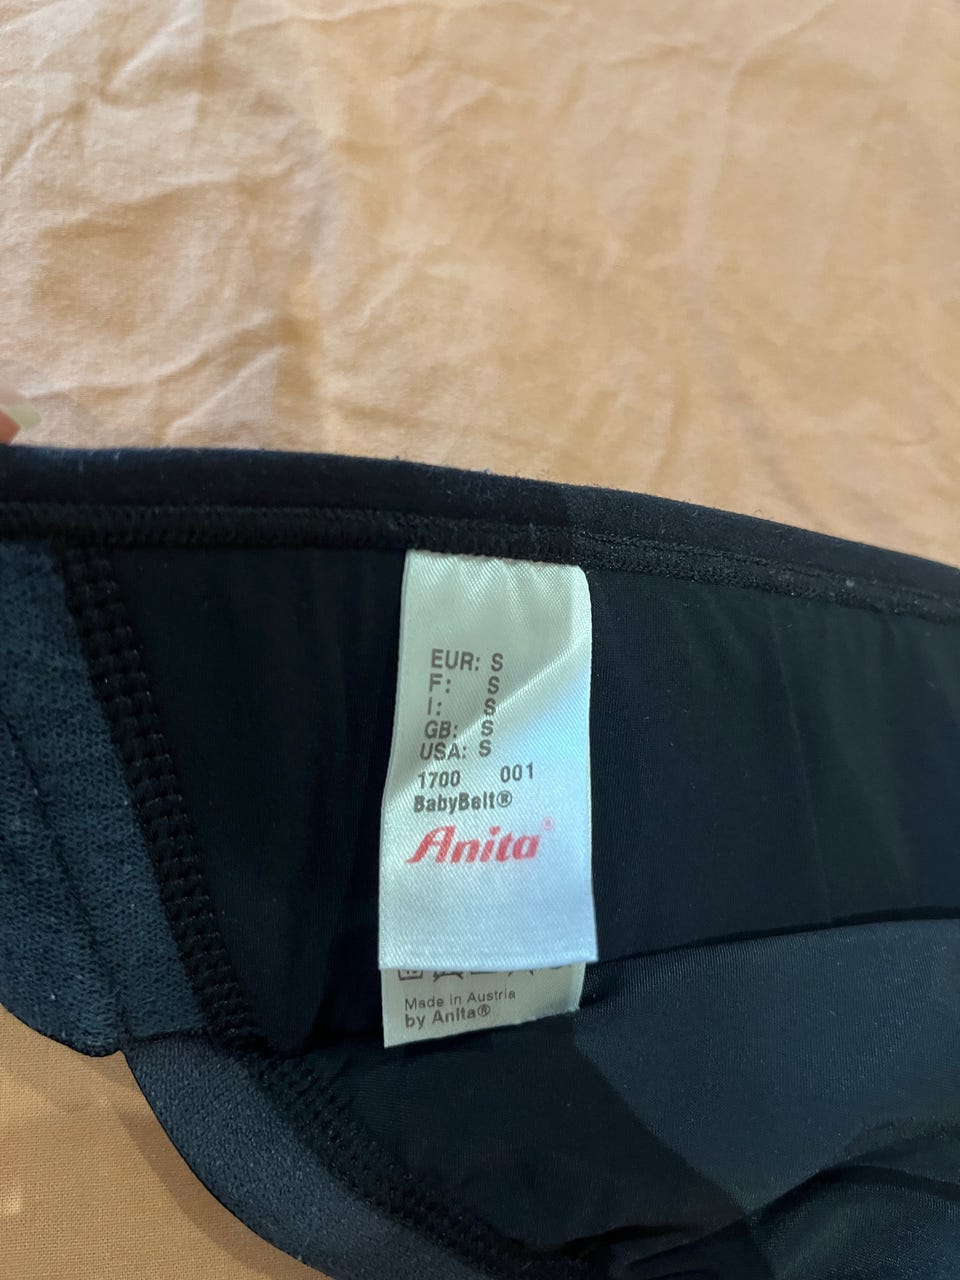 EUR: S
F: S
I: S
GB: S
USA: S
1700 001
BabyBelt®
Anita®
Made in Austria
by Anita®